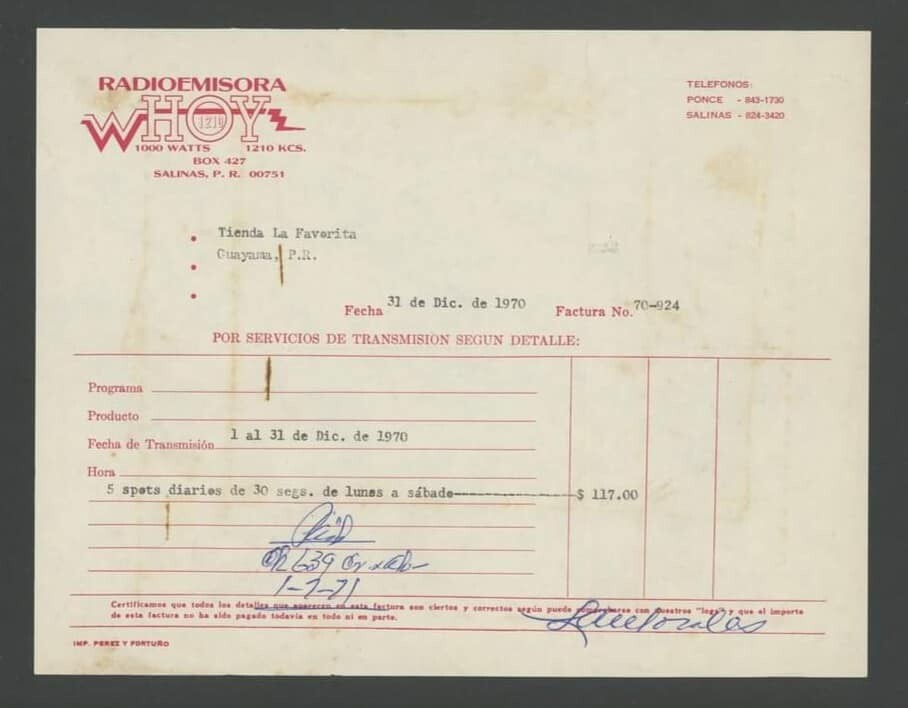 RADIOEMISORA
WHOY
1210
1000 WATTS 1210 KCS.
BOX 427
SALINAS, P. R. 00751
TELEFONOS:
PONCE - 843-1730
SALINAS - 824-3420
Tienda La Favorita
Guayama, P.R.
Fecha 31 de Dic. de 1970 Factura No. 70-924
POR SERVICIOS DE TRANSMISION SEGUN DETALLE:
Programa
Producto
Fecha de Transmisión 1 al 31 de Dic. de 1970
Hora
5 spots diarios de 30 segs. de lunes a sábado-----------------$ 117.00
Paid
1-7-71
Certificamos que todos los detalles que aparecen en esta factura son ciertos y correctos según puede comprobarse con nuestros "logs" y que el importe
de esta factura no ha sido pagado todavía en todo ni en parte.
IMP. PEREZ Y FORTUÑO